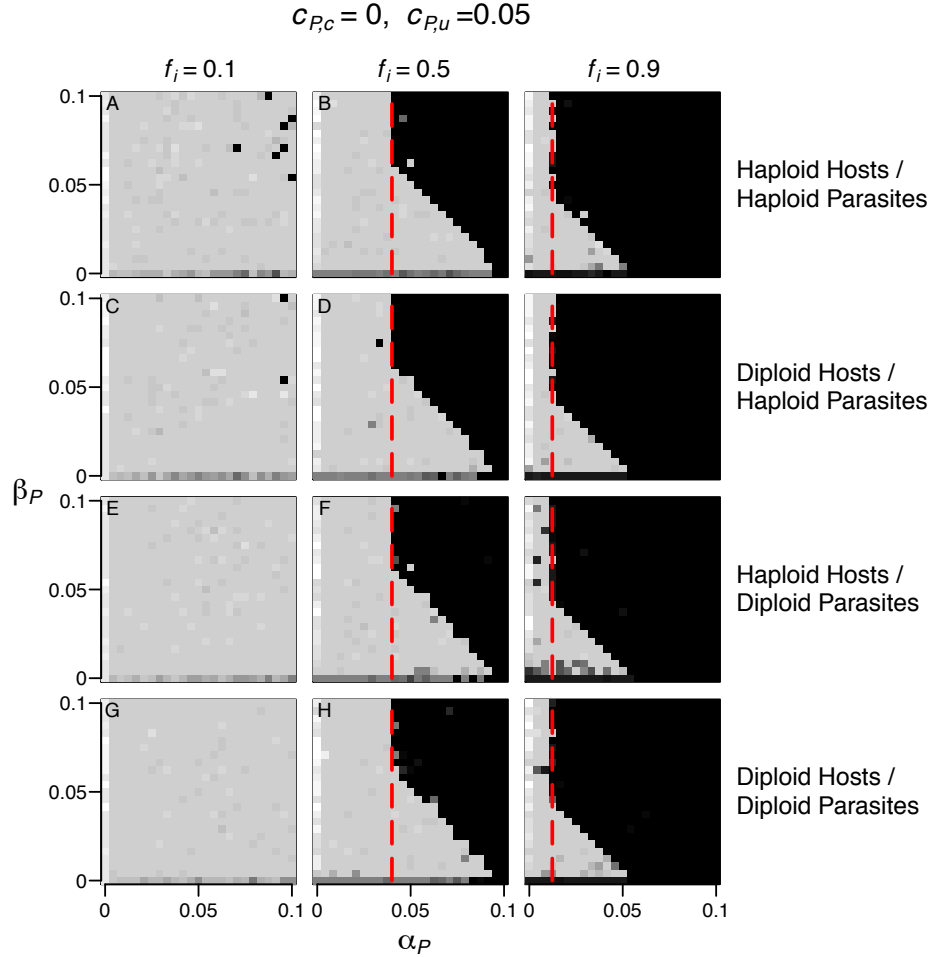 c_{P,c} = 0, c_{P,u} =0.05
f_i = 0.1 f_i = 0.5 f_i = 0.9
0.1 A B
0.05 Haploid Hosts /
Haploid Parasites
0
0.1 C D
0.05 Diploid Hosts /
Haploid Parasites
0
β_P
0.1 E F
0.05 Haploid Hosts /
Diploid Parasites
0
0.1 G H
0.05 Diploid Hosts /
Diploid Parasites
0
0 0.05 0.1 0 0.05 0.1 0 0.05 0.1
α_P